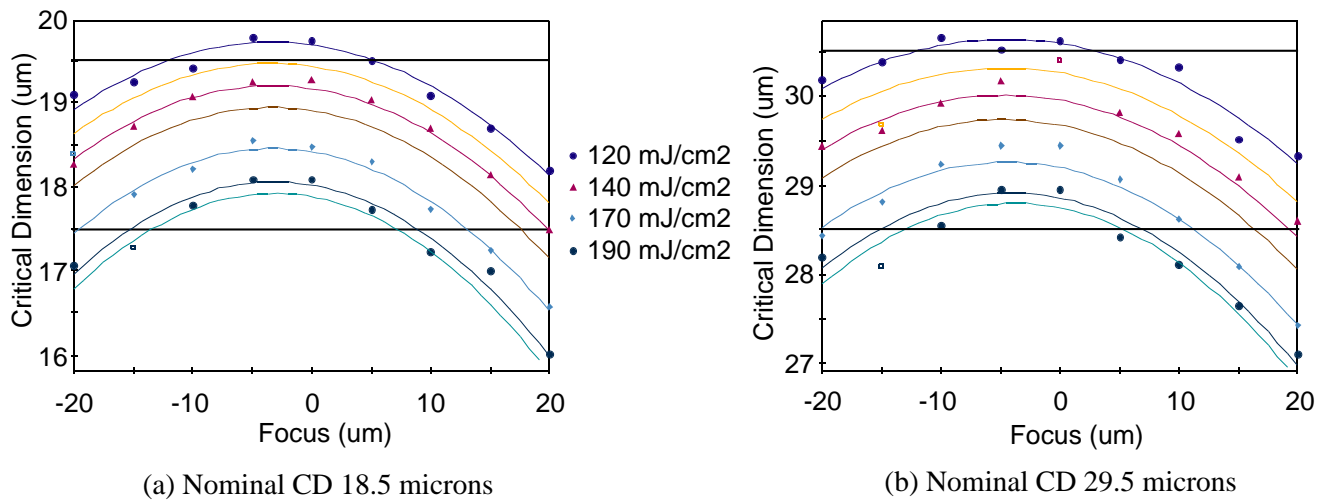 20
19
18
17
16
Critical Dimension (um)
-20
-10
0
10
20
Focus (um)
120 mJ/cm2
140 mJ/cm2
170 mJ/cm2
190 mJ/cm2
30
29
28
27
Critical Dimension (um)
-20
-10
0
10
20
Focus (um)
(a) Nominal CD 18.5 microns
(b) Nominal CD 29.5 microns